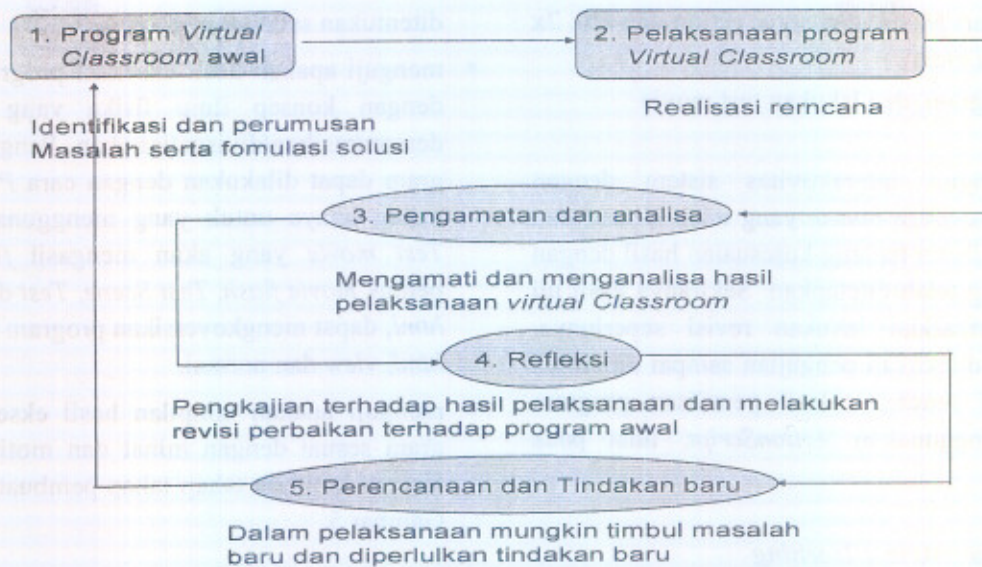 1. Program Virtual
Classroom awal
2. Pelaksanaan program
Virtual Classroom
Realisasi rencana
Identifikasi dan perumusan
Masalah serta fomulasi solusi
3. Pengamatan dan analisa
Mengamati dan menganalisa hasil
pelaksanaan virtual Classroom
4. Refleksi
Pengkajian terhadap hasil pelaksanaan dan melakukan
revisi perbaikan terhadap program awal
5. Perencanaan dan Tindakan baru
Dalam pelaksanaan mungkin timbul masalah
baru dan diperlulkan tindakan baru